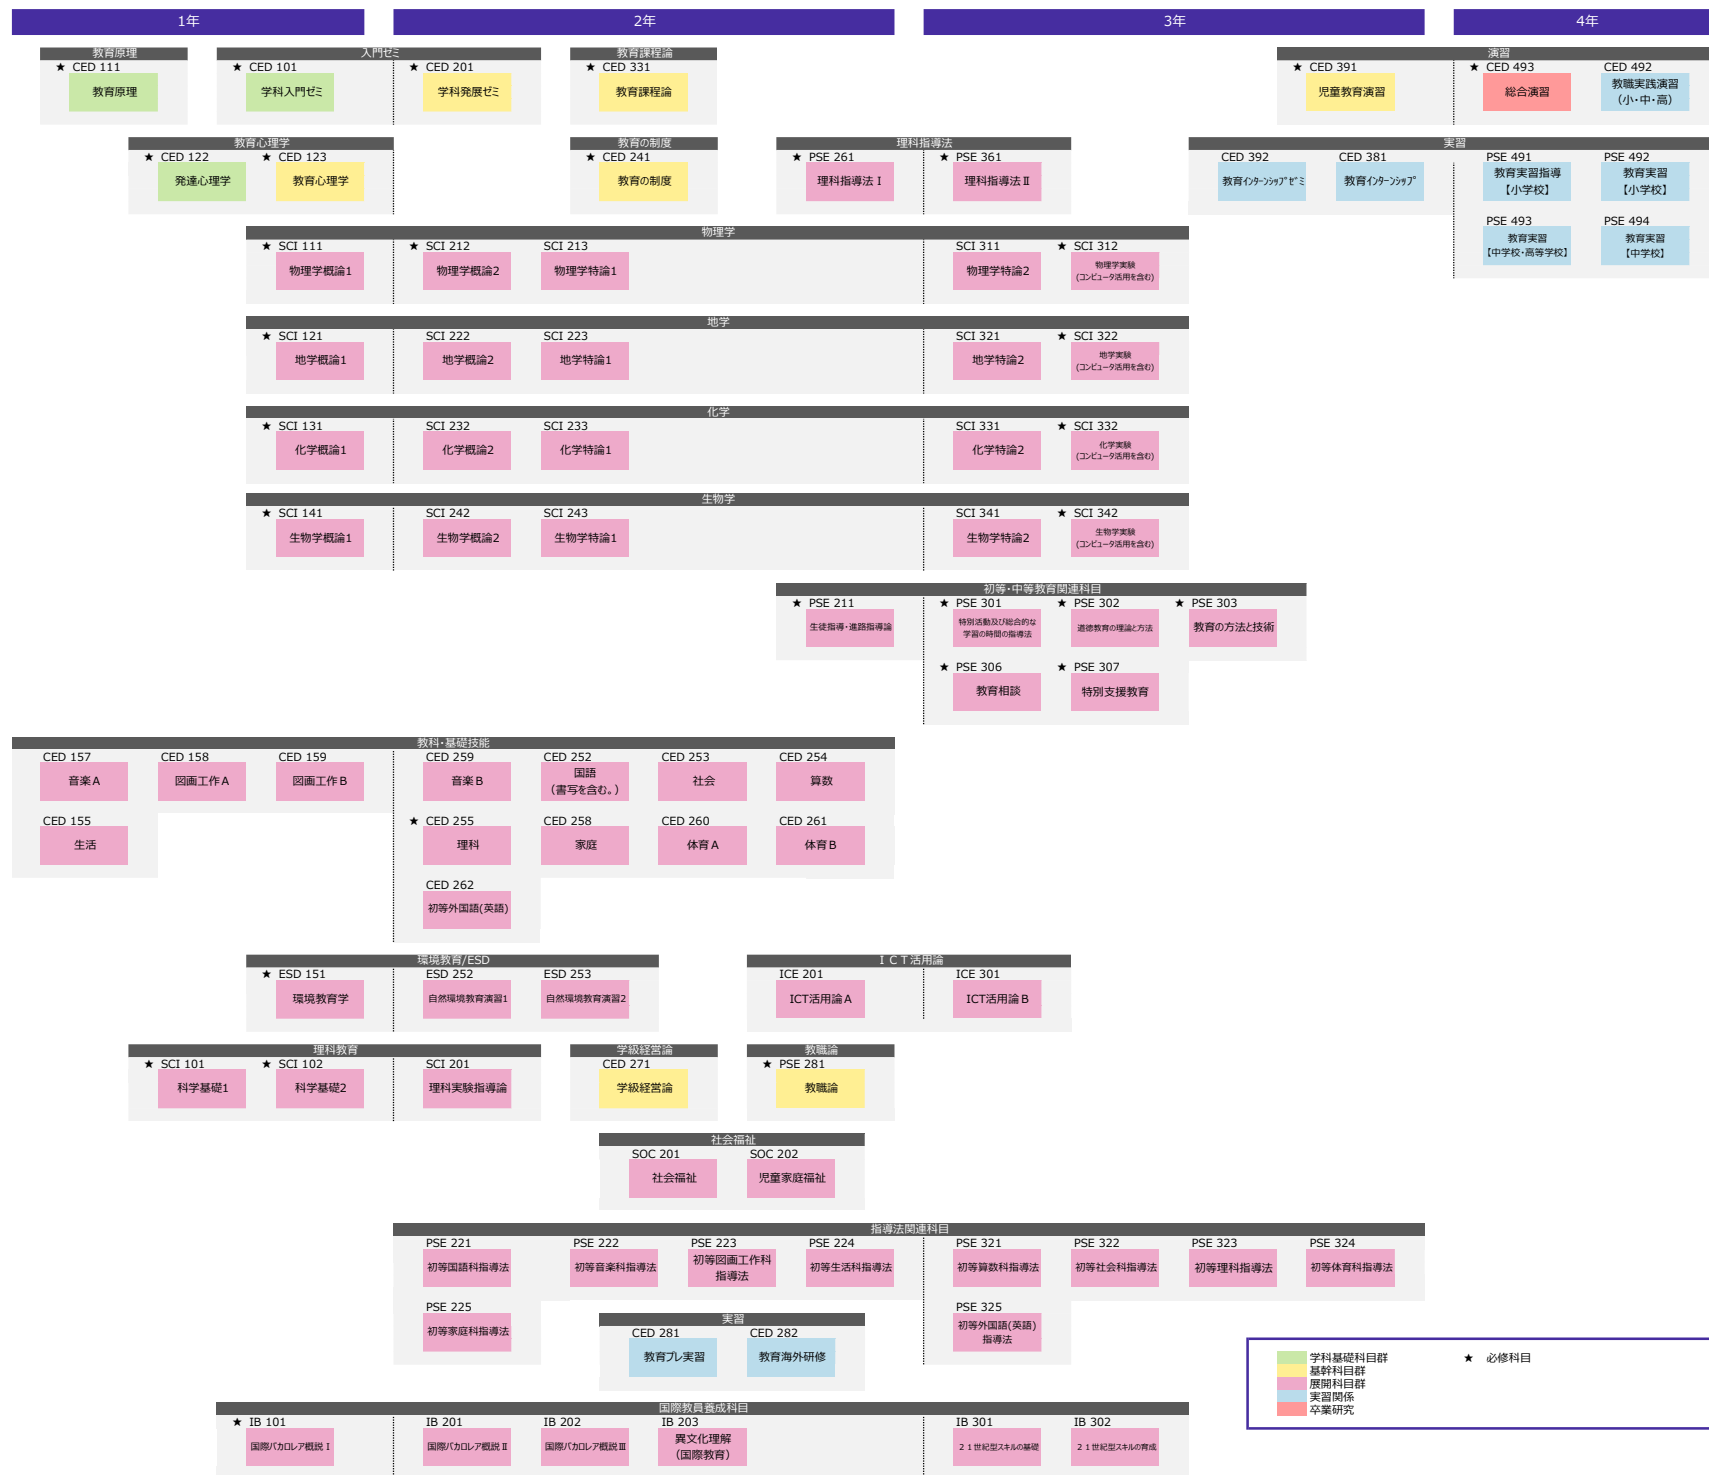 1年
2年
3年
4年
教育原理
入門ゼミ
教育課程論
演習
★ CED 111
★ CED 101
★ CED 201
★ CED 331
★ CED 391
★ CED 493
CED 492
教育原理
学科入門ゼミ
学科発展ゼミ
教育課程論
児童教育演習
総合演習
教職実践演習
（小・中・高）
教育心理学
教育の制度
理科指導法
実習
★ CED 122
★ CED 123
★ CED 241
★ PSE 261
★ PSE 361
CED 392
CED 381
PSE 491
PSE 492
発達心理学
教育心理学
教育の制度
理科指導法Ⅰ
理科指導法Ⅱ
教育インターンシップゼミ
教育インターンシップ
教育実習指導
【小学校】
教育実習
【小学校】
PSE 493
PSE 494
教育実習
【中学校・高等学校】
教育実習
【中学校】
物理学
★ SCI 111
★ SCI 212
SCI 213
SCI 311
★ SCI 312
物理学概論1
物理学概論2
物理学特論1
物理学特論2
物理学実験
(コンピュータ活用を含む)
地学
★ SCI 121
SCI 222
SCI 223
SCI 321
★ SCI 322
地学概論1
地学概論2
地学特論1
地学特論2
地学実験
(コンピュータ活用を含む)
化学
★ SCI 131
SCI 232
SCI 233
SCI 331
★ SCI 332
化学概論1
化学概論2
化学特論1
化学特論2
化学実験
(コンピュータ活用を含む)
生物学
★ SCI 141
SCI 242
SCI 243
SCI 341
★ SCI 342
生物学概論1
生物学概論2
生物学特論1
生物学特論2
生物学実験
(コンピュータ活用を含む)
初等・中等教育関連科目
★ PSE 211
★ PSE 301
★ PSE 302
★ PSE 303
生徒指導・進路指導論
特別活動及び総合的な
学習の時間の指導法
道徳教育の理論と方法
教育の方法と技術
★ PSE 306
★ PSE 307
教育相談
特別支援教育
教科・基礎技能
CED 157
CED 158
CED 159
CED 259
CED 252
CED 253
CED 254
音楽Ａ
図画工作Ａ
図画工作Ｂ
音楽Ｂ
国語
（書写を含む。）
社会
算数
CED 155
★ CED 255
CED 258
CED 260
CED 261
生活
理科
家庭
体育Ａ
体育Ｂ
CED 262
初等外国語(英語)
環境教育/ESD
ＩＣＴ活用論
★ ESD 151
ESD 252
ESD 253
ICE 201
ICE 301
環境教育学
自然環境教育演習1
自然環境教育演習2
ICT活用論Ａ
ICT活用論Ｂ
理科教育
学級経営論
教職論
★ SCI 101
★ SCI 102
SCI 201
CED 271
★ PSE 281
科学基礎1
科学基礎2
理科実験指導論
学級経営論
教職論
社会福祉
SOC 201
SOC 202
社会福祉
児童家庭福祉
指導法関連科目
PSE 221
PSE 222
PSE 223
PSE 224
PSE 321
PSE 322
PSE 323
PSE 324
初等国語科指導法
初等音楽科指導法
初等図画工作科
指導法
初等生活科指導法
初等算数科指導法
初等社会科指導法
初等理科指導法
初等体育科指導法
PSE 225
PSE 325
初等家庭科指導法
初等外国語(英語)
指導法
実習
CED 281
CED 282
教育プレ実習
教育海外研修
学科基礎科目群
基幹科目群
展開科目群
実習関係
卒業研究
★ 必修科目
国際教員養成科目
★ IB 101
IB 201
IB 202
IB 203
IB 301
IB 302
国際バカロレア概説Ⅰ
国際バカロレア概説Ⅱ
国際バカロレア概説Ⅲ
異文化理解
（国際教育）
２１世紀型スキルの基礎
２１世紀型スキルの育成